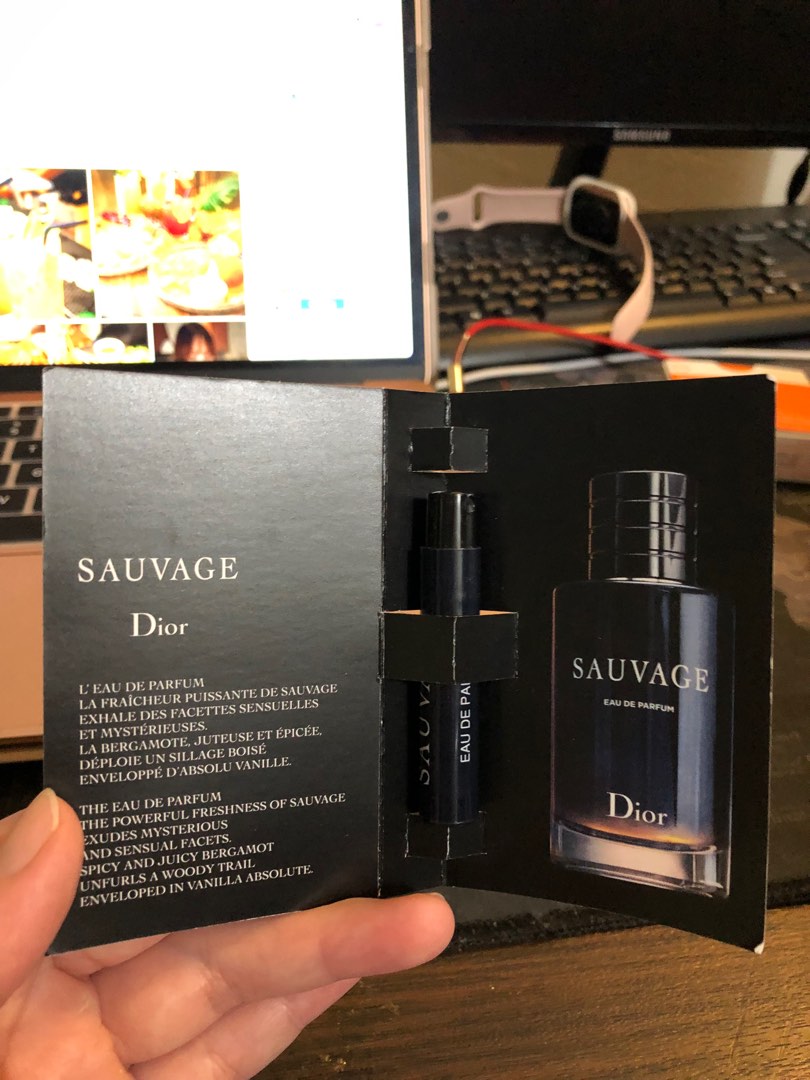 SAMSUNG
SAUVAGE
Dior
L'EAU DE PARFUM
LA FRAÎCHEUR PUISSANTE DE SAUVAGE
EXHALE DES FACETTES SENSUELLES
ET MYSTÉRIEUSES.
LA BERGAMOTE, JUTEUSE ET ÉPICÉE,
DÉPLOIE UN SILLAGE BOISÉ
ENVELOPPÉ D'ABSOLU VANILLE.
THE EAU DE PARFUM
THE POWERFUL FRESHNESS OF SAUVAGE
EXUDES MYSTERIOUS
AND SENSUAL FACETS.
SPICY AND JUICY BERGAMOT
UNFURLS A WOODY TRAIL
ENVELOPED IN VANILLA ABSOLUTE.
SAUVA
EAU DE PAR
SAUVAGE
EAU DE PARFUM
Dior